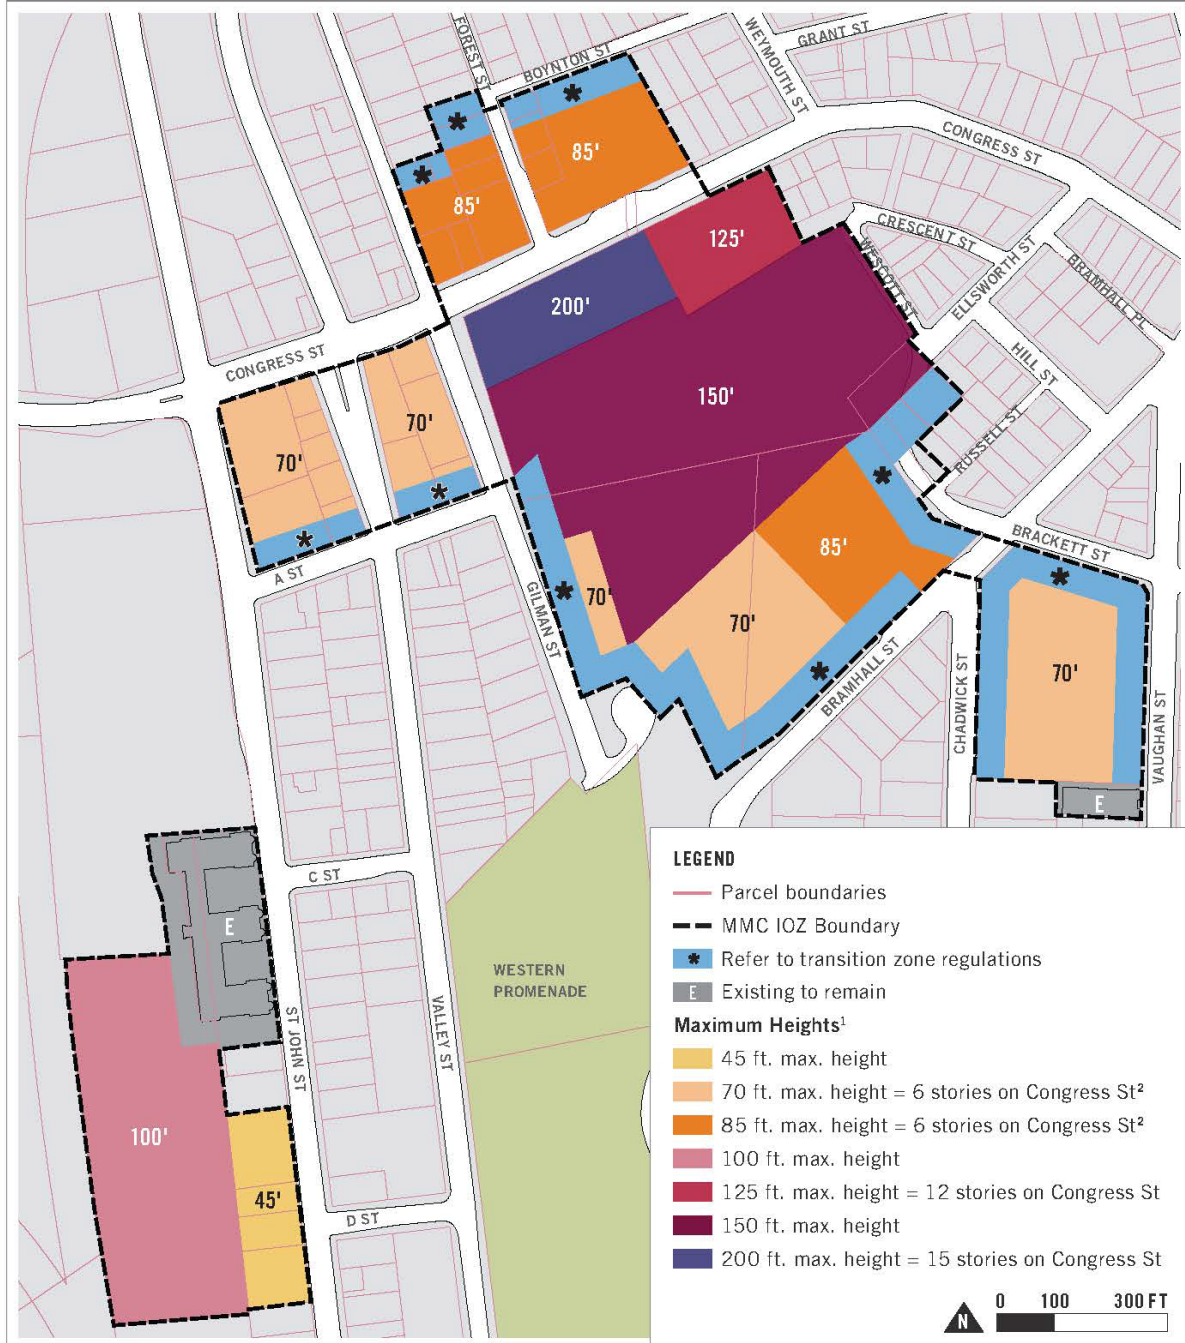 FOREST ST
BOYNTON ST
WEYMOUTH ST
GRANT ST
CONGRESS ST
*
*
*
85'
85'
125'
CRESCENT ST
WESCOTT ST
ELLSWORTH ST
BRAMHALL PL
200'
HILL ST
CONGRESS ST
150'
70'
70'
RUSSELL ST
*
*
*
A ST
BRACKETT ST
85'
GILMAN ST
*
70'
70'
*
*
70'
BRAMHALL ST
CHADWICK ST
VAUGHAN ST
E
C ST
E
WESTERN
PROMENADE
VALLEY ST
ST JOHN ST
100'
45'
D ST
LEGEND
Parcel boundaries
MMC IOZ Boundary
* Refer to transition zone regulations
E Existing to remain
Maximum Heights¹
45 ft. max. height
70 ft. max. height = 6 stories on Congress St²
85 ft. max. height = 6 stories on Congress St²
100 ft. max. height
125 ft. max. height = 12 stories on Congress St
150 ft. max. height
200 ft. max. height = 15 stories on Congress St
N
0 100 300 FT